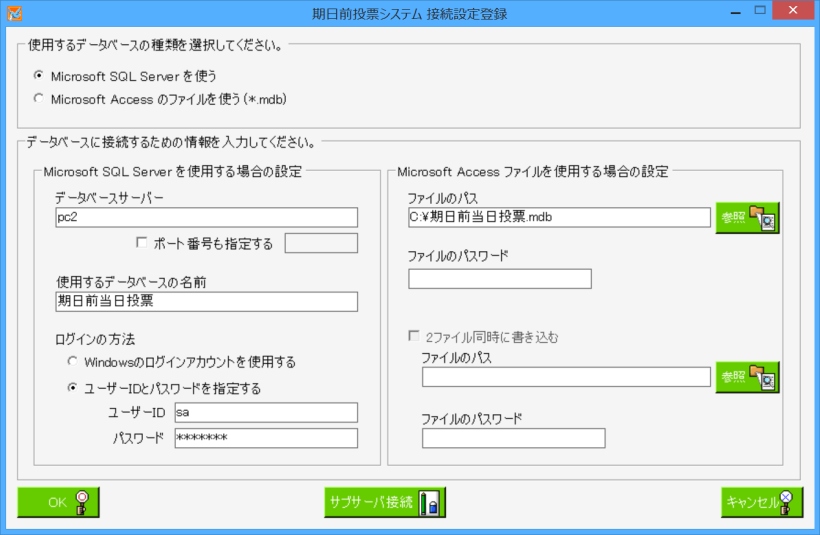 期日前投票システム 接続設定登録
使用するデータベースの種類を選択してください。
Microsoft SQL Server を使う
Microsoft Access のファイルを使う(*.mdb)
データベースに接続するための情報を入力してください。
Microsoft SQL Server を使用する場合の設定
データベースサーバー
pc2
ポート番号も指定する
使用するデータベースの名前
期日前当日投票
ログインの方法
Windowsのログインアカウントを使用する
ユーザーIDとパスワードを指定する
ユーザーID
sa
パスワード
*******
Microsoft Access ファイルを使用する場合の設定
ファイルのパス
C:¥期日前当日投票.mdb
参照
ファイルのパスワード
2ファイル同時に書き込む
ファイルのパス
参照
ファイルのパスワード
OK
サブサーバ接続
キャンセル